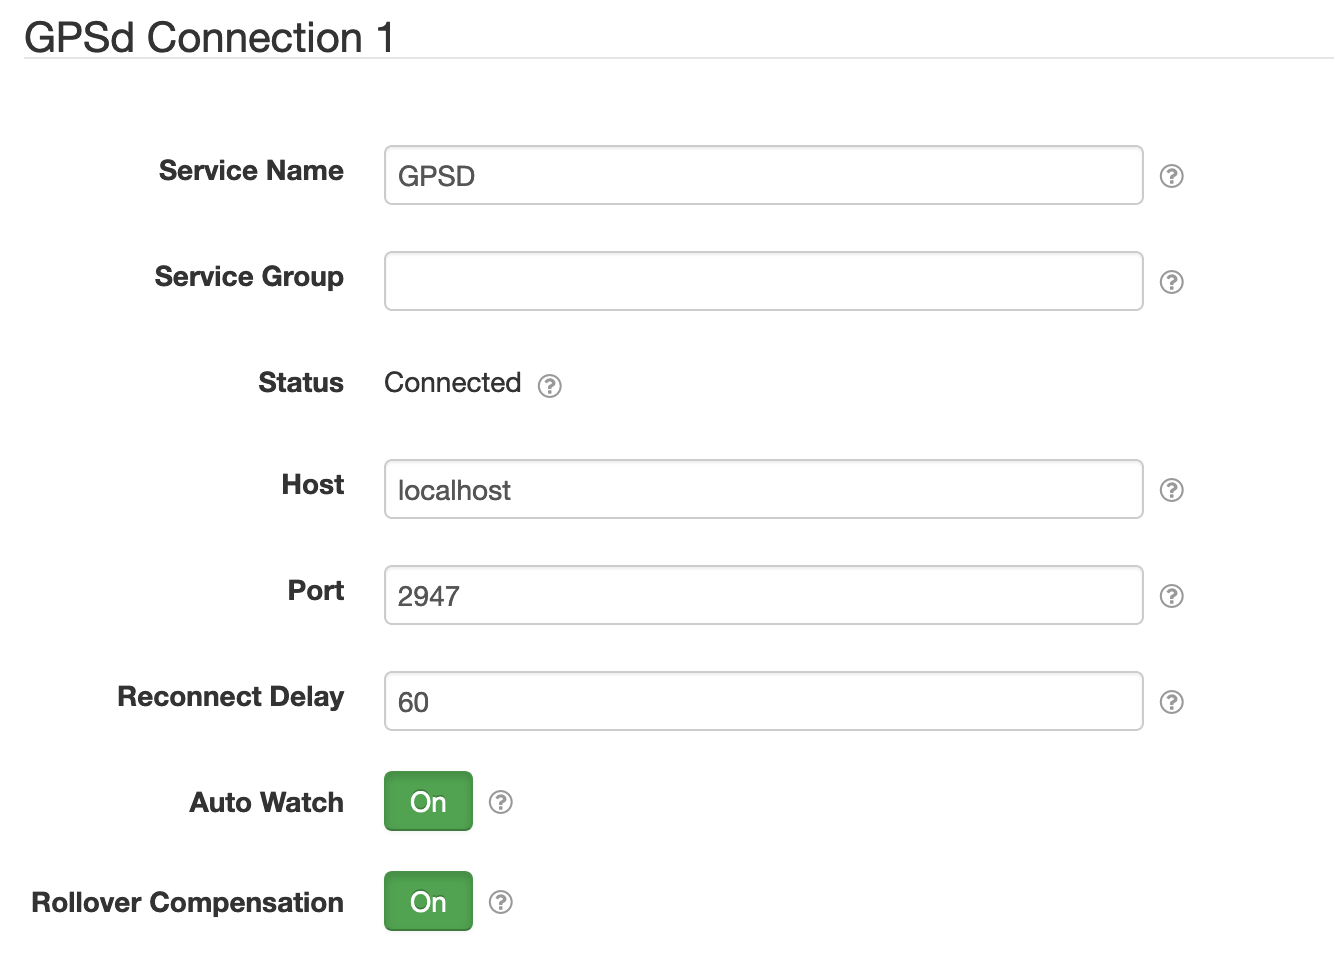 GPSd Connection 1
Service Name GPSD ?
Service Group ?
Status Connected ?
Host localhost ?
Port 2947 ?
Reconnect Delay 60 ?
Auto Watch On ?
Rollover Compensation On ?